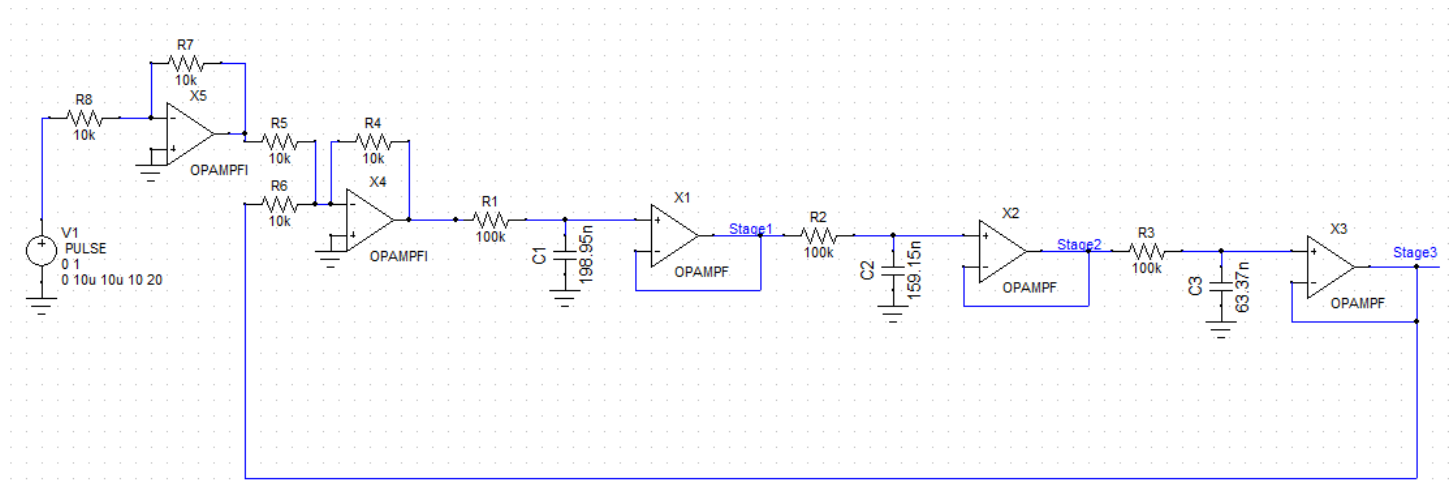 R7
10k
X5
R8
10k
OPAMPFI
R5
10k
R4
10k
X4
R6
10k
OPAMPFI
V1
PULSE
0 1
0 10u 10u 10 20
R1
100k
C1
198.95n
X1
Stage1
OPAMPF
R2
100k
C2
159.15n
X2
Stage2
OPAMPF
R3
100k
C3
63.37n
X3
Stage3
OPAMPF